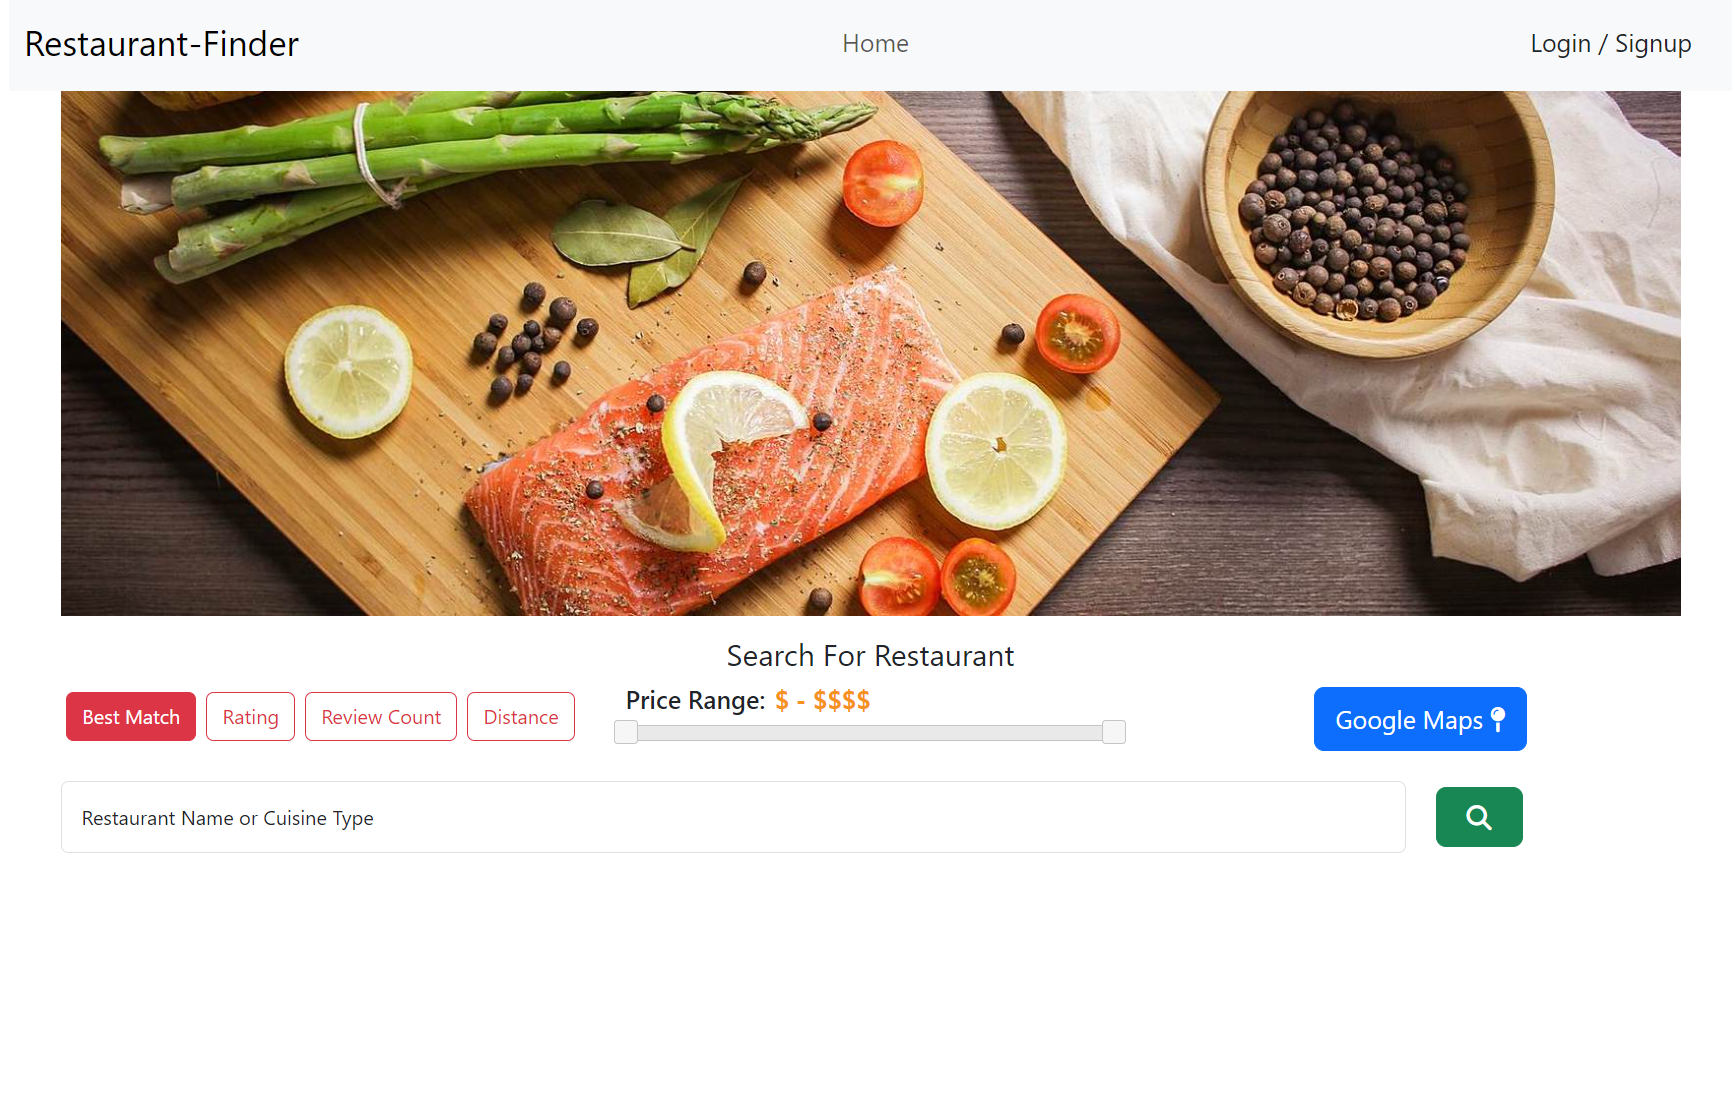 Restaurant-Finder
Home
Login / Signup
Search For Restaurant
Best Match
Rating
Review Count
Distance
Price Range: $ - $$$$
Google Maps
Restaurant Name or Cuisine Type